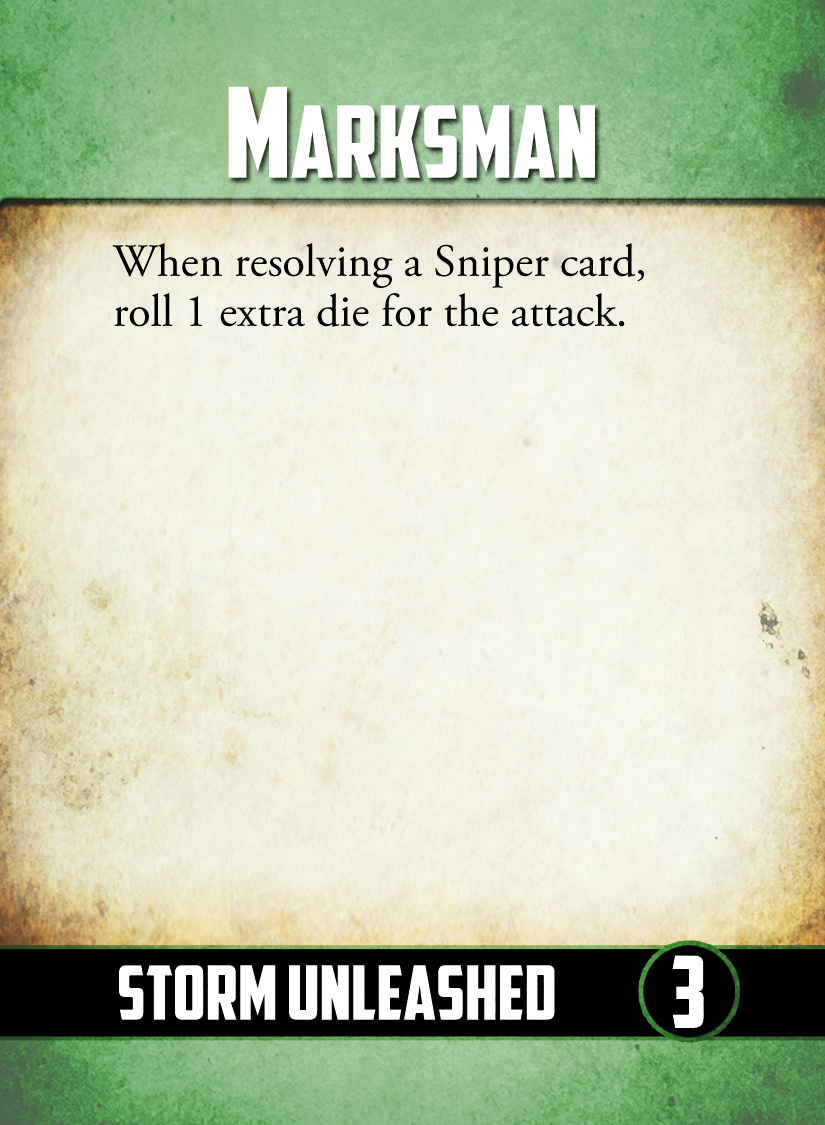 MARKSMAN
When resolving a Sniper card,
roll 1 extra die for the attack.
STORM UNLEASHED
3